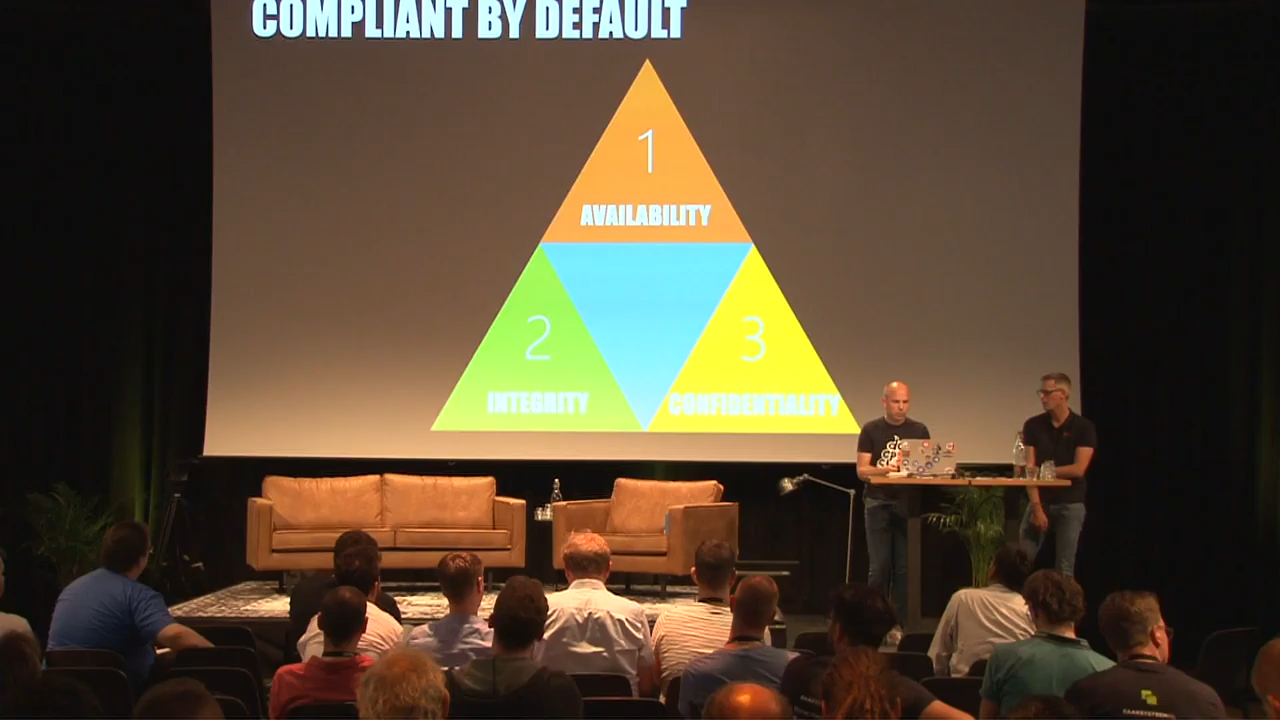 COMPLIANT BY DEFAULT
1
AVAILABILITY
2
INTEGRITY
3
CONFIDENTIALITY